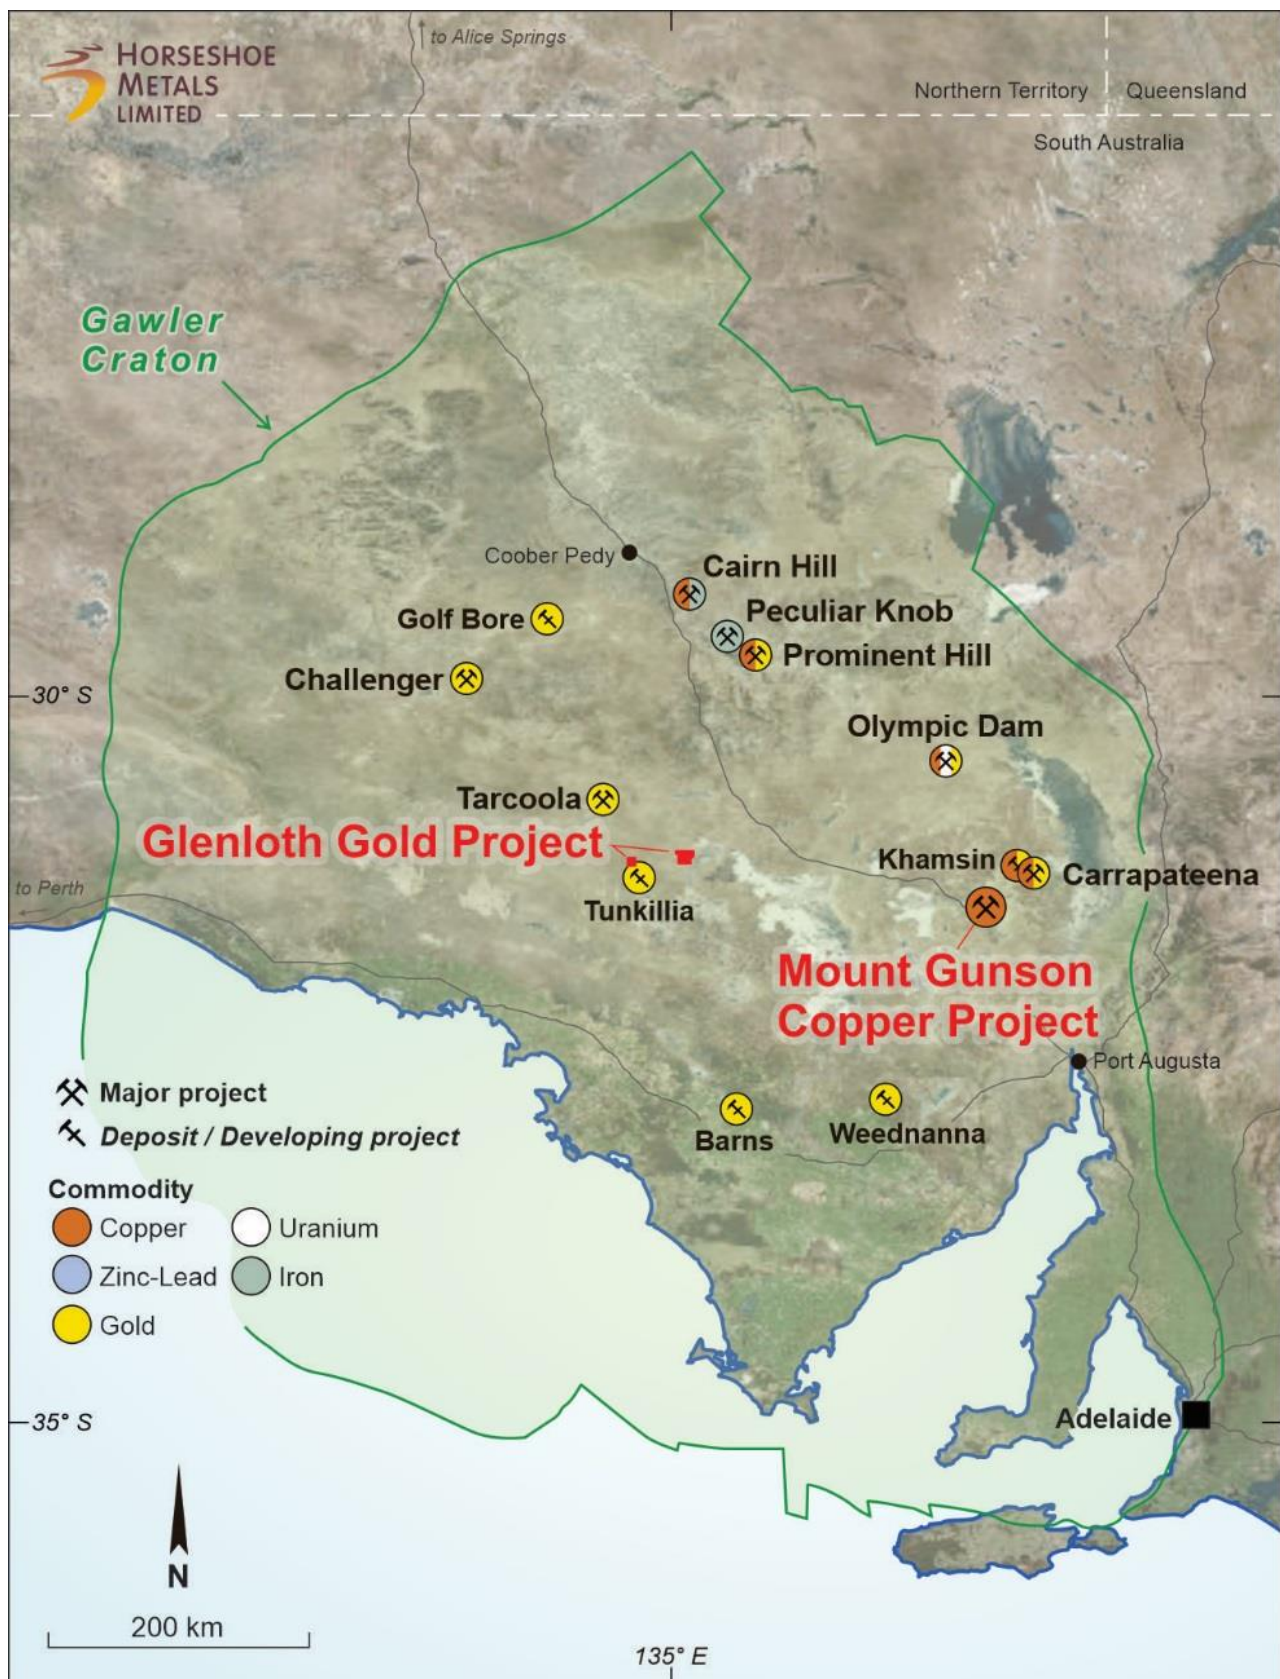 HORSESHOE
METALS
LIMITED
to Alice Springs
Northern Territory
Queensland
South Australia
Gawler
Craton
Coober Pedy
Cairn Hill
Golf Bore
Peculiar Knob
Prominent Hill
Challenger
30° S
Olympic Dam
Tarcoola
Glenloth Gold Project
Khamsin
Carrapateena
to Perth
Tunkillia
Mount Gunson
Copper Project
Port Augusta
Major project
Deposit / Developing project
Barns
Weednanna
Commodity
Copper
Uranium
Zinc-Lead
Iron
Gold
35° S
Adelaide
N
200 km
135° E